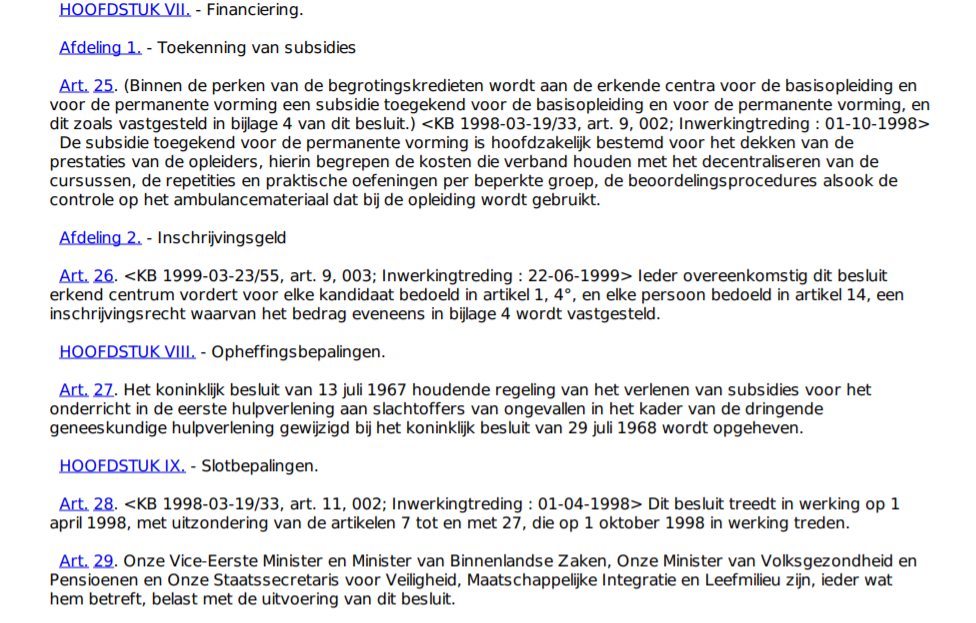 HOOFDSTUK VII. - Financiering.
Afdeling 1. - Toekenning van subsidies
Art. 25. (Binnen de perken van de begrotingskredieten wordt aan de erkende centra voor de basisopleiding en
voor de permanente vorming een subsidie toegekend voor de basisopleiding en voor de permanente vorming, en
dit zoals vastgesteld in bijlage 4 van dit besluit.) <KB 1998-03-19/33, art. 9, 002; Inwerkingtreding : 01-10-1998>
De subsidie toegekend voor de permanente vorming is hoofdzakelijk bestemd voor het dekken van de
prestaties van de opleiders, hierin begrepen de kosten die verband houden met het decentraliseren van de
cursussen, de repetities en praktische oefeningen per beperkte groep, de beoordelingsprocedures alsook de
controle op het ambulancemateriaal dat bij de opleiding wordt gebruikt.
Afdeling 2. - Inschrijvingsgeld
Art. 26. <KB 1999-03-23/55, art. 9, 003; Inwerkingtreding : 22-06-1999> Ieder overeenkomstig dit besluit
erkend centrum vordert voor elke kandidaat bedoeld in artikel 1, 4°, en elke persoon bedoeld in artikel 14, een
inschrijvingsrecht waarvan het bedrag eveneens in bijlage 4 wordt vastgesteld.
HOOFDSTUK VIII. - Opheffingsbepalingen.
Art. 27. Het koninklijk besluit van 13 juli 1967 houdende regeling van het verlenen van subsidies voor het
onderricht in de eerste hulpverlening aan slachtoffers van ongevallen in het kader van de dringende
geneeskundige hulpverlening gewijzigd bij het koninklijk besluit van 29 juli 1968 wordt opgeheven.
HOOFDSTUK IX. - Slotbepalingen.
Art. 28. <KB 1998-03-19/33, art. 11, 002; Inwerkingtreding : 01-04-1998> Dit besluit treedt in werking op 1
april 1998, met uitzondering van de artikelen 7 tot en met 27, die op 1 oktober 1998 in werking treden.
Art. 29. Onze Vice-Eerste Minister en Minister van Binnenlandse Zaken, Onze Minister van Volksgezondheid en
Pensioenen en Onze Staatssecretaris voor Veiligheid, Maatschappelijke Integratie en Leefmilieu zijn, ieder wat
hem betreft, belast met de uitvoering van dit besluit.